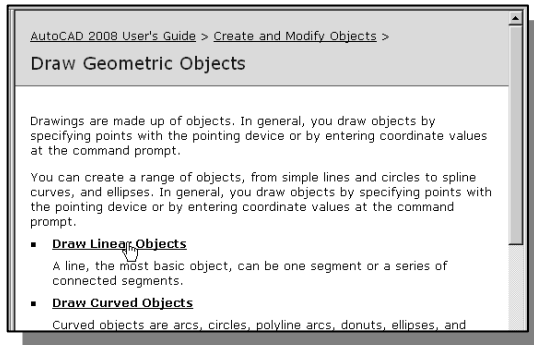 AutoCAD 2008 User's Guide > Create and Modify Objects >
Draw Geometric Objects
Drawings are made up of objects. In general, you draw objects by
specifying points with the pointing device or by entering coordinate values
at the command prompt.
You can create a range of objects, from simple lines and circles to spline
curves, and ellipses. In general, you draw objects by specifying points with
the pointing device or by entering coordinate values at the command
prompt.
▪ Draw Linear Objects
A line, the most basic object, can be one segment or a series of
connected segments.
▪ Draw Curved Objects
Curved objects are arcs, circles, polyline arcs, donuts, ellipses, and